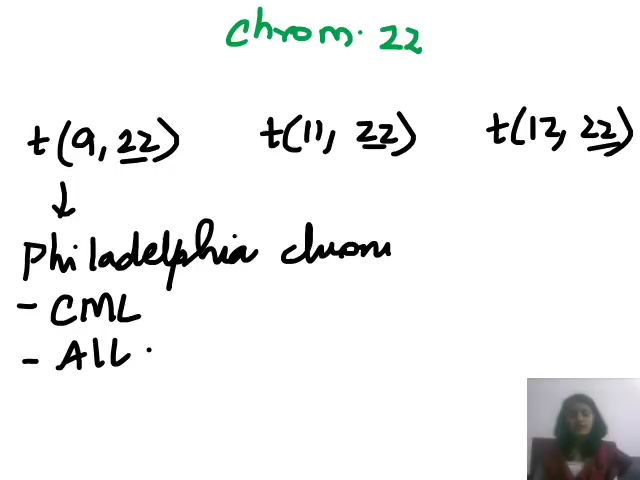 chrom. 22
t(9, 22) t(11, 22) t(12, 22)
↓
Philadelphia chrom
- CML
- ALL